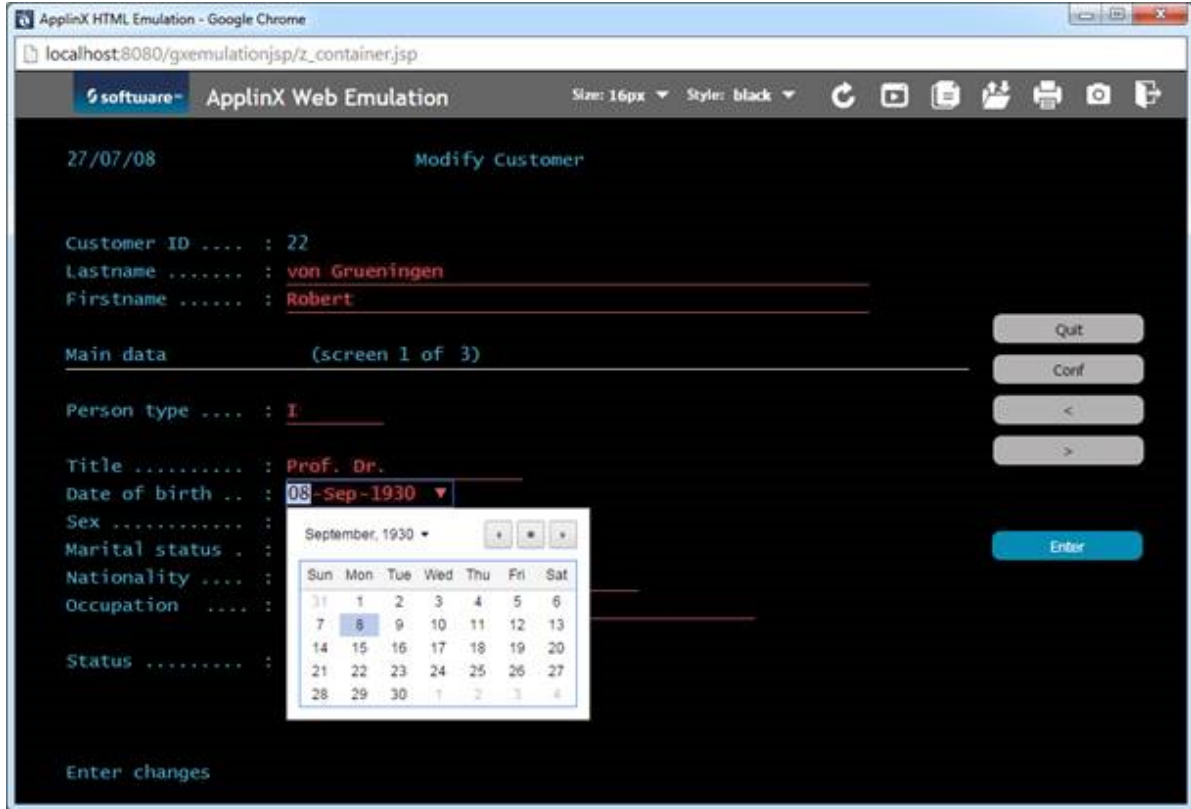 ApplinX HTML Emulation - Google Chrome
localhost:8080/gxemulationjsp/z_container.jsp
software AG ApplinX Web Emulation Size: 16px Style: black
27/07/08 Modify Customer
Customer ID .... : 22
Lastname ....... : von Grueningen
Firstname ...... : Robert
Quit
Main data (screen 1 of 3)
Conf
Person type .... : I
<
>
Title .......... : Prof. Dr.
Date of birth .. : 08-Sep-1930
Sex ............ :
September, 1930
Marital status . :
Enter
Nationality .... :
Sun Mon Tue Wed Thu Fri Sat
Occupation .... :
31 1 2 3 4 5 6
7 8 9 10 11 12 13
14 15 16 17 18 19 20
Status ......... :
21 22 23 24 25 26 27
28 29 30 1 2 3 4
Enter changes